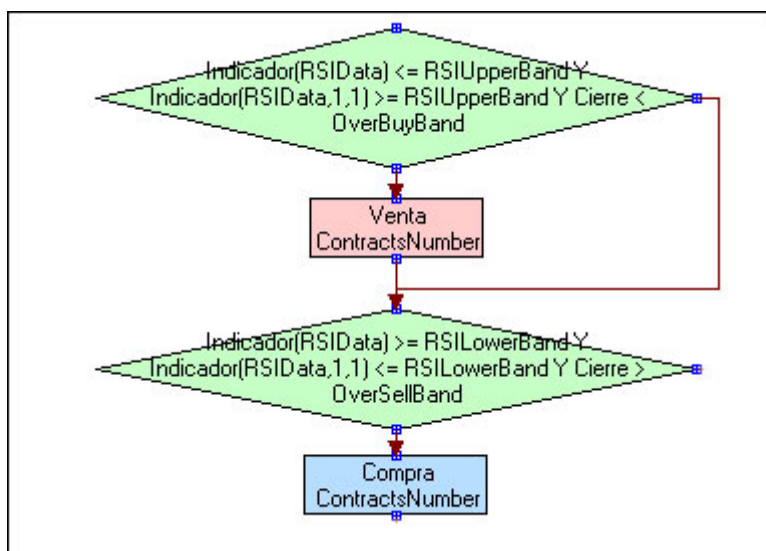 Indicador(RSIData) <= RSIUpperBand Y
Indicador(RSIData,1,1) >= RSIUpperBand Y Cierre <
OverBuyBand
Venta
ContractsNumber
Indicador(RSIData) >= RSILowerBand Y
Indicador(RSIData,1,1) <= RSILowerBand Y Cierre >
OverSellBand
Compra
ContractsNumber